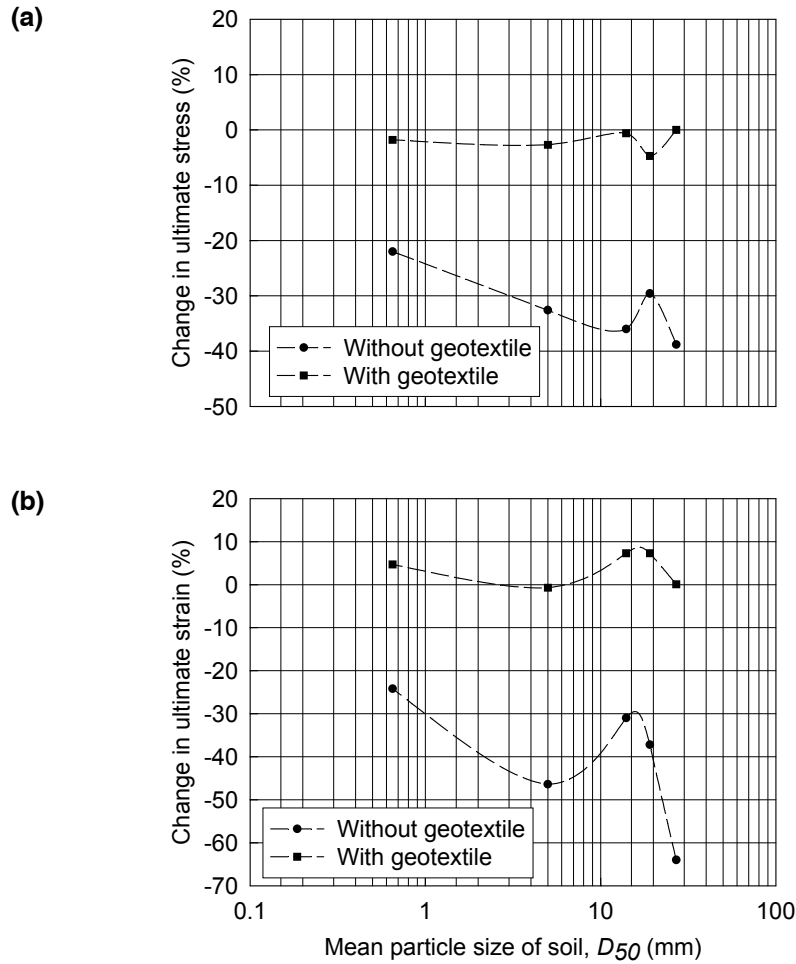 (a)
Change in ultimate stress (%)
20
10
0
-10
-20
-30
-40
-50
Without geotextile
With geotextile
(b)
Change in ultimate strain (%)
20
10
0
-10
-20
-30
-40
-50
-60
-70
Without geotextile
With geotextile
0.1 1 10 100
Mean particle size of soil, D50 (mm)